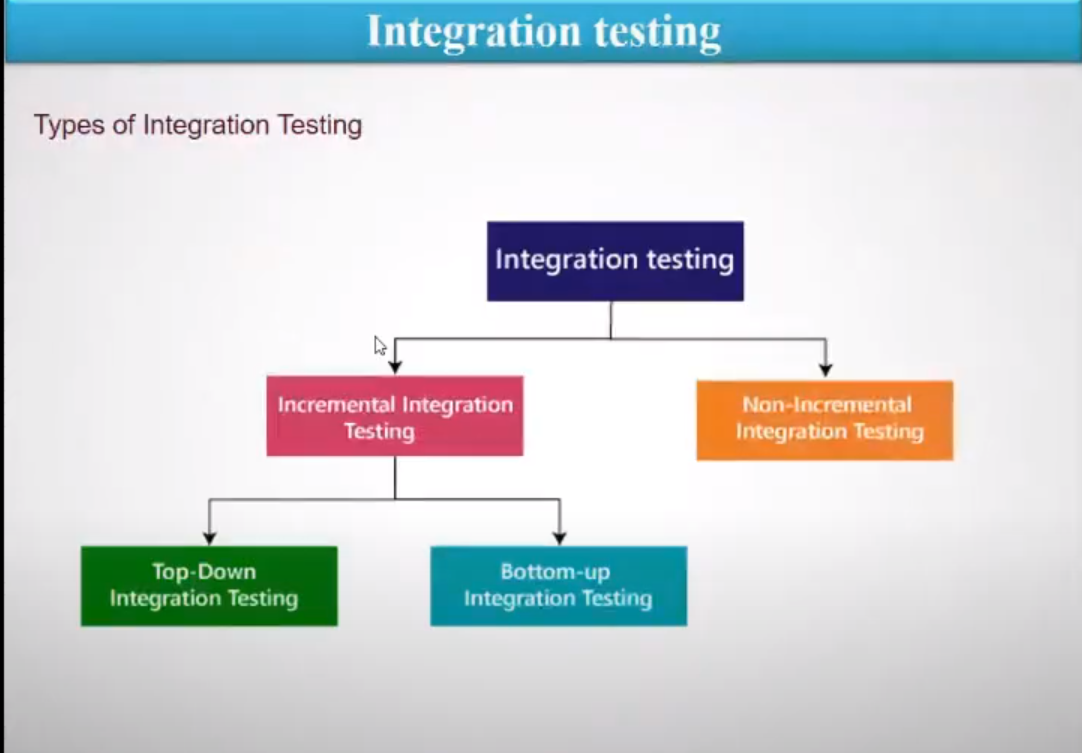 Integration testing
Types of Integration Testing
Integration testing
Incremental Integration
Testing
Non-Incremental
Integration Testing
Top-Down
Integration Testing
Bottom-up
Integration Testing